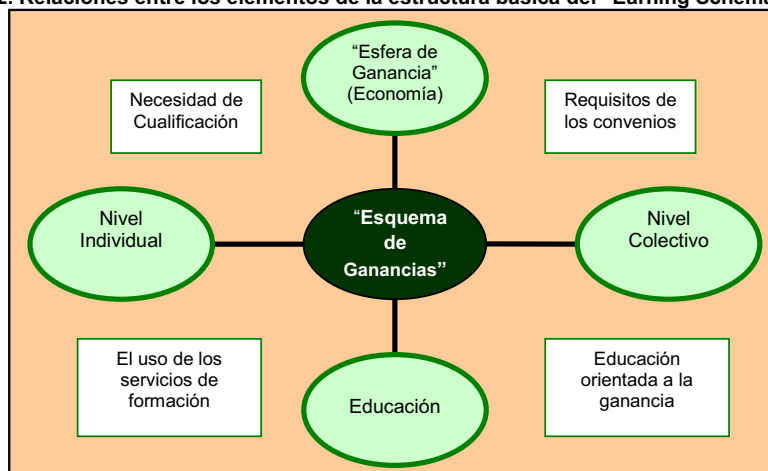 . Relaciones entre los elementos de la estructura básica del "Earning Schema
"Esfera de
Ganancia"
(Economía)
Necesidad de
Cualificación
Requisitos de
los convenios
Nivel
Individual
"Esquema
de
Ganancias"
Nivel
Colectivo
El uso de los
servicios de
formación
Educación
Educación
orientada a la
ganancia